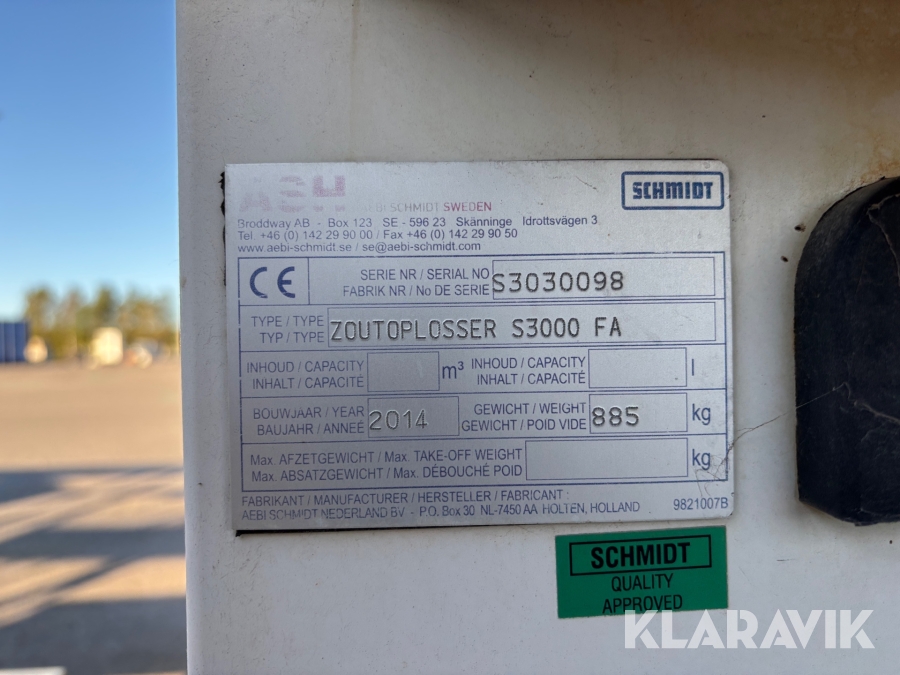 ASH
AEBI SCHMIDT SWEDEN
SCHMIDT
Broddway AB - Box 123 SE - 596 23 Skänninge Idrottsvägen 3
Tel. +46 (0) 142 29 90 00 / Fax +46 (0) 142 29 90 50
www.aebi-schmidt.se / se@aebi-schmidt.com
CE
SERIE NR / SERIAL NO
FABRIK NR / No DE SERIE
S3030098
TYPE / TYPE
TYP / TYPE
ZOUTOPLOSSER S3000 FA
INHOUD / CAPACITY
INHALT / CAPACITÉ
m³
INHOUD / CAPACITY
INHALT / CAPACITÉ
l
BOUWJAAR / YEAR
BAUJAHR / ANNEÉ
2014
GEWICHT / WEIGHT
GEWICHT / POID VIDE
885
kg
Max. AFZETGEWICHT / Max. TAKE-OFF WEIGHT
Max. ABSATZGEWICHT / Max. DÉBOUCHÉ POID
kg
FABRIKANT / MANUFACTURER / HERSTELLER / FABRICANT :
AEBI SCHMIDT NEDERLAND BV. - P.O. Box 30 NL-7450 AA HOLTEN, HOLLAND
9821007B
SCHMIDT
QUALITY
APPROVED
KLARAVIK